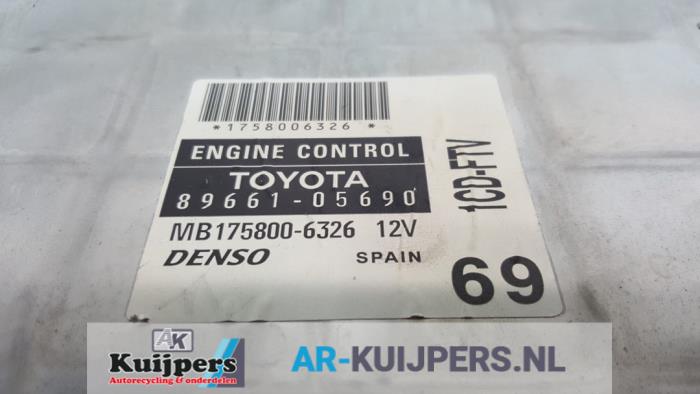 *1758006326*
ENGINE CONTROL
TOYOTA
89661-05690
MB175800-6326 12V
DENSO SPAIN
1CD-FTV
69
AK
Kuijpers
Autorecycling & onderdelen
AR-KUIJPERS.NL